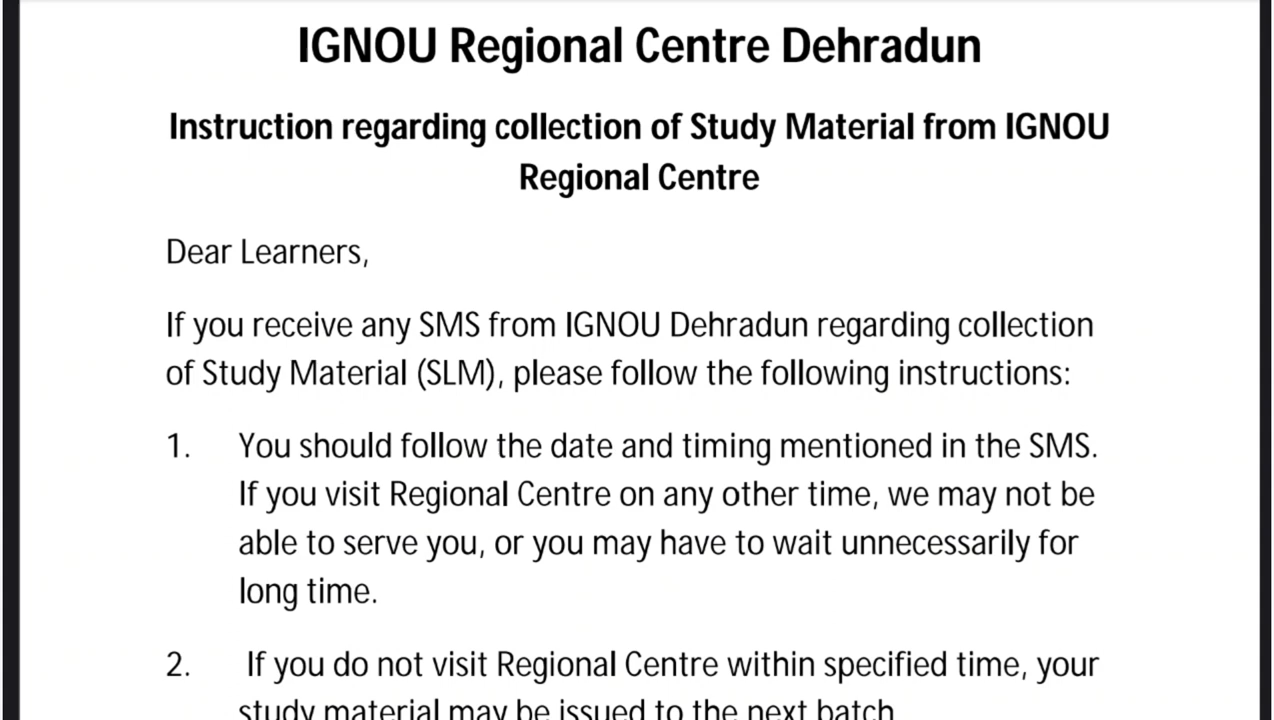 IGNOU Regional Centre Dehradun
Instruction regarding collection of Study Material from IGNOU
Regional Centre
Dear Learners,
If you receive any SMS from IGNOU Dehradun regarding collection
of Study Material (SLM), please follow the following instructions:
1. You should follow the date and timing mentioned in the SMS.
If you visit Regional Centre on any other time, we may not be
able to serve you, or you may have to wait unnecessarily for
long time.
2. If you do not visit Regional Centre within specified time, your
study material may be issued to the next batch